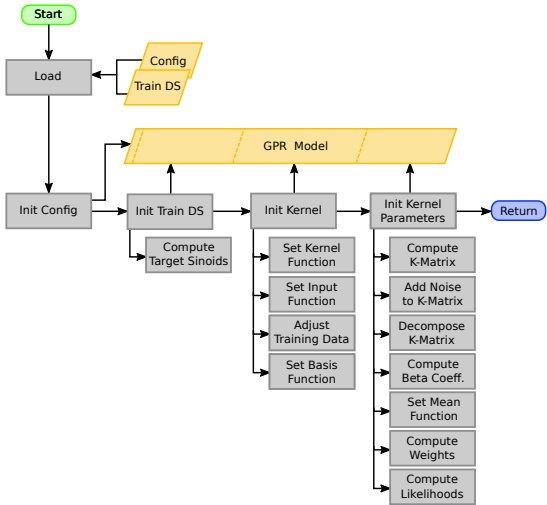 Start
Load
Config
Train DS
GPR Model
Init Config
Init Train DS
Init Kernel
Init Kernel
Parameters
Return
Compute
Target Sinoids
Set Kernel
Function
Set Input
Function
Adjust
Training Data
Set Basis
Function
Compute
K-Matrix
Add Noise
to K-Matrix
Decompose
K-Matrix
Compute
Beta Coeff.
Set Mean
Function
Compute
Weights
Compute
Likelihoods